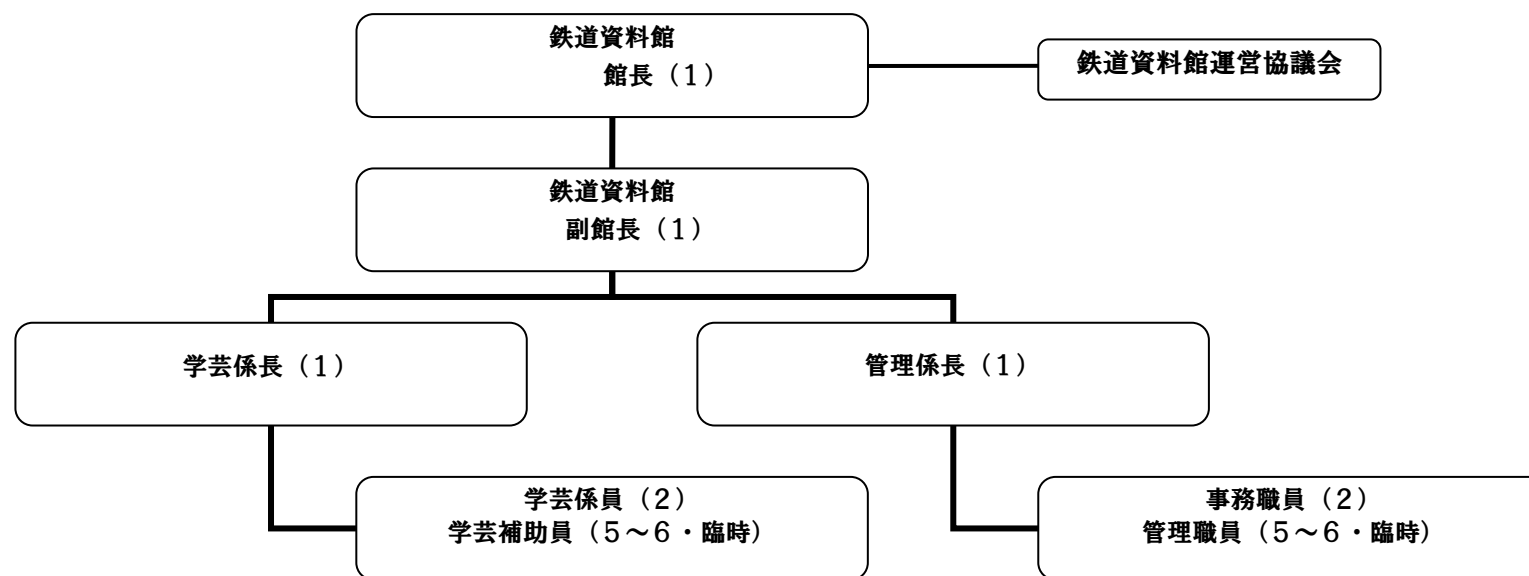 鉄道資料館
館長（１）
鉄道資料館運営協議会
鉄道資料館
副館長（１）
学芸係長（１）
管理係長（１）
学芸係員（２）
学芸補助員（５～６・臨時）
事務職員（２）
管理職員（５～６・臨時）